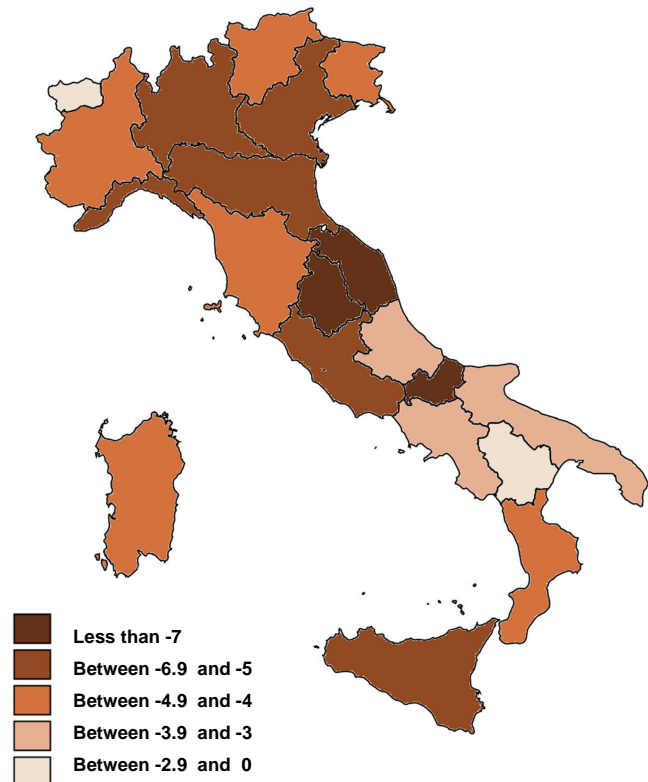 Less than -7
Between -6.9 and -5
Between -4.9 and -4
Between -3.9 and -3
Between -2.9 and 0